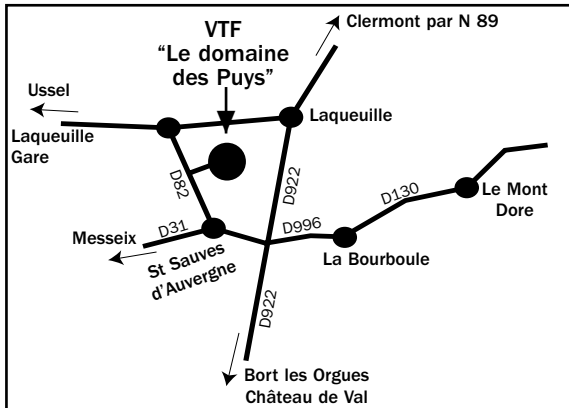 Clermont par N 89
VTF
“Le domaine
des Puys”
Ussel
Laqueuille
Gare
Laqueuille
D82
D922
D130
Le Mont
Dore
D31
D996
Messeix
St Sauves
d’Auvergne
La Bourboule
D922
Bort les Orgues
Château de Val